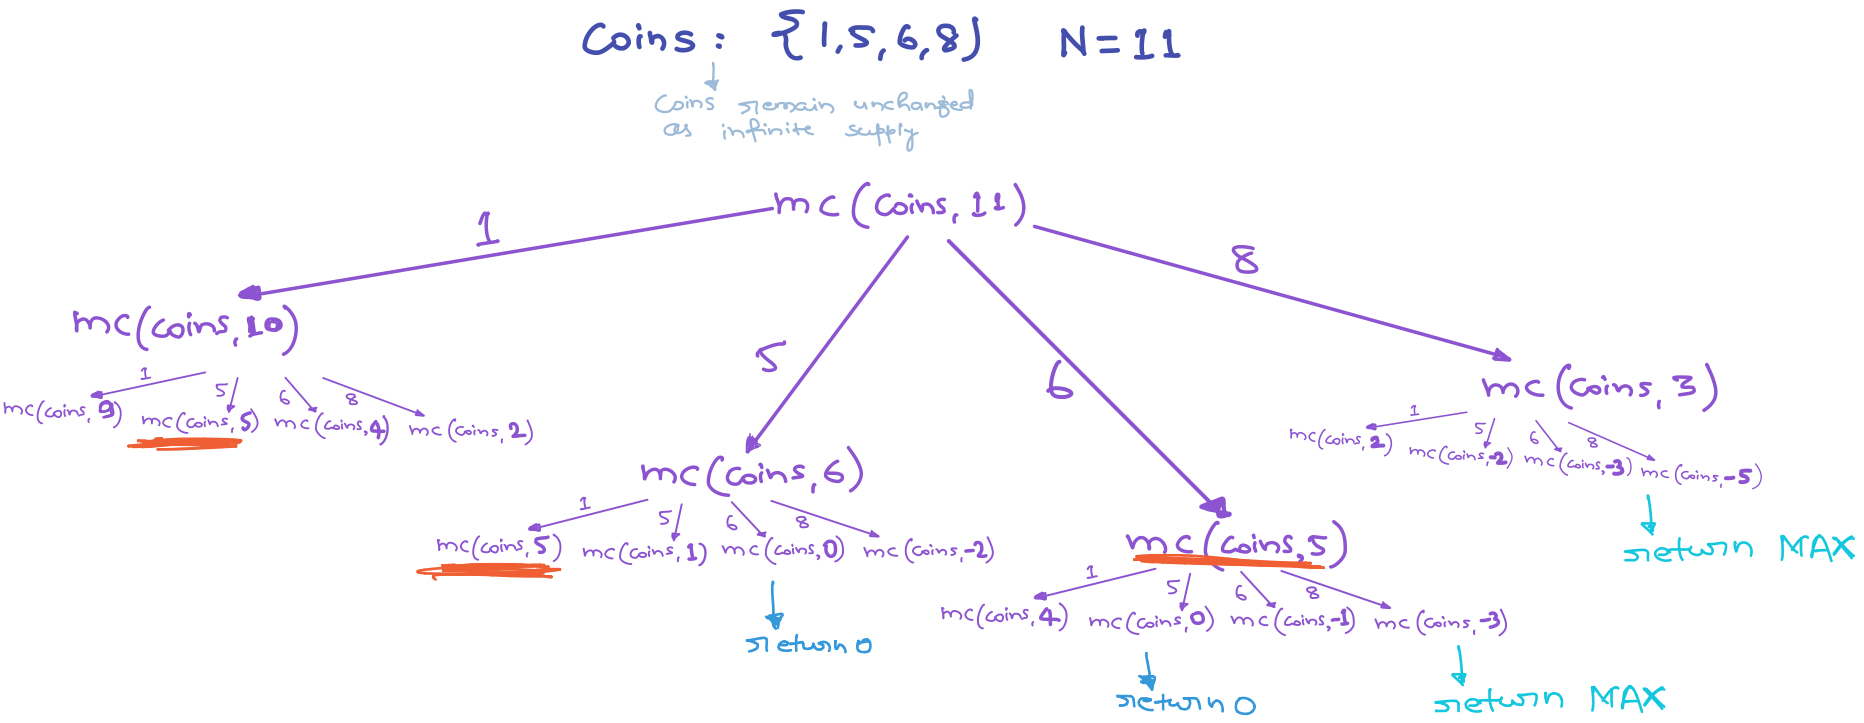 Coins: {1,5,6,8} N=11
Coins remain unchanged
as infinite supply
mc(coins,11)
1
5
6
8
mc(coins,10)
1
5
6
8
mc(coins,9)
mc(coins,5)
mc(coins,4)
mc(coins,2)
mc(coins,6)
1
5
6
8
mc(coins,5)
mc(coins,1)
mc(coins,0)
mc(coins,-2)
return 0
mc(coins,5)
1
5
6
8
mc(coins,4)
mc(coins,0)
mc(coins,-1)
mc(coins,-3)
return 0
return MAX
mc(coins,3)
1
5
6
8
mc(coins,2)
mc(coins,-2)
mc(coins,-3)
mc(coins,-5)
return MAX